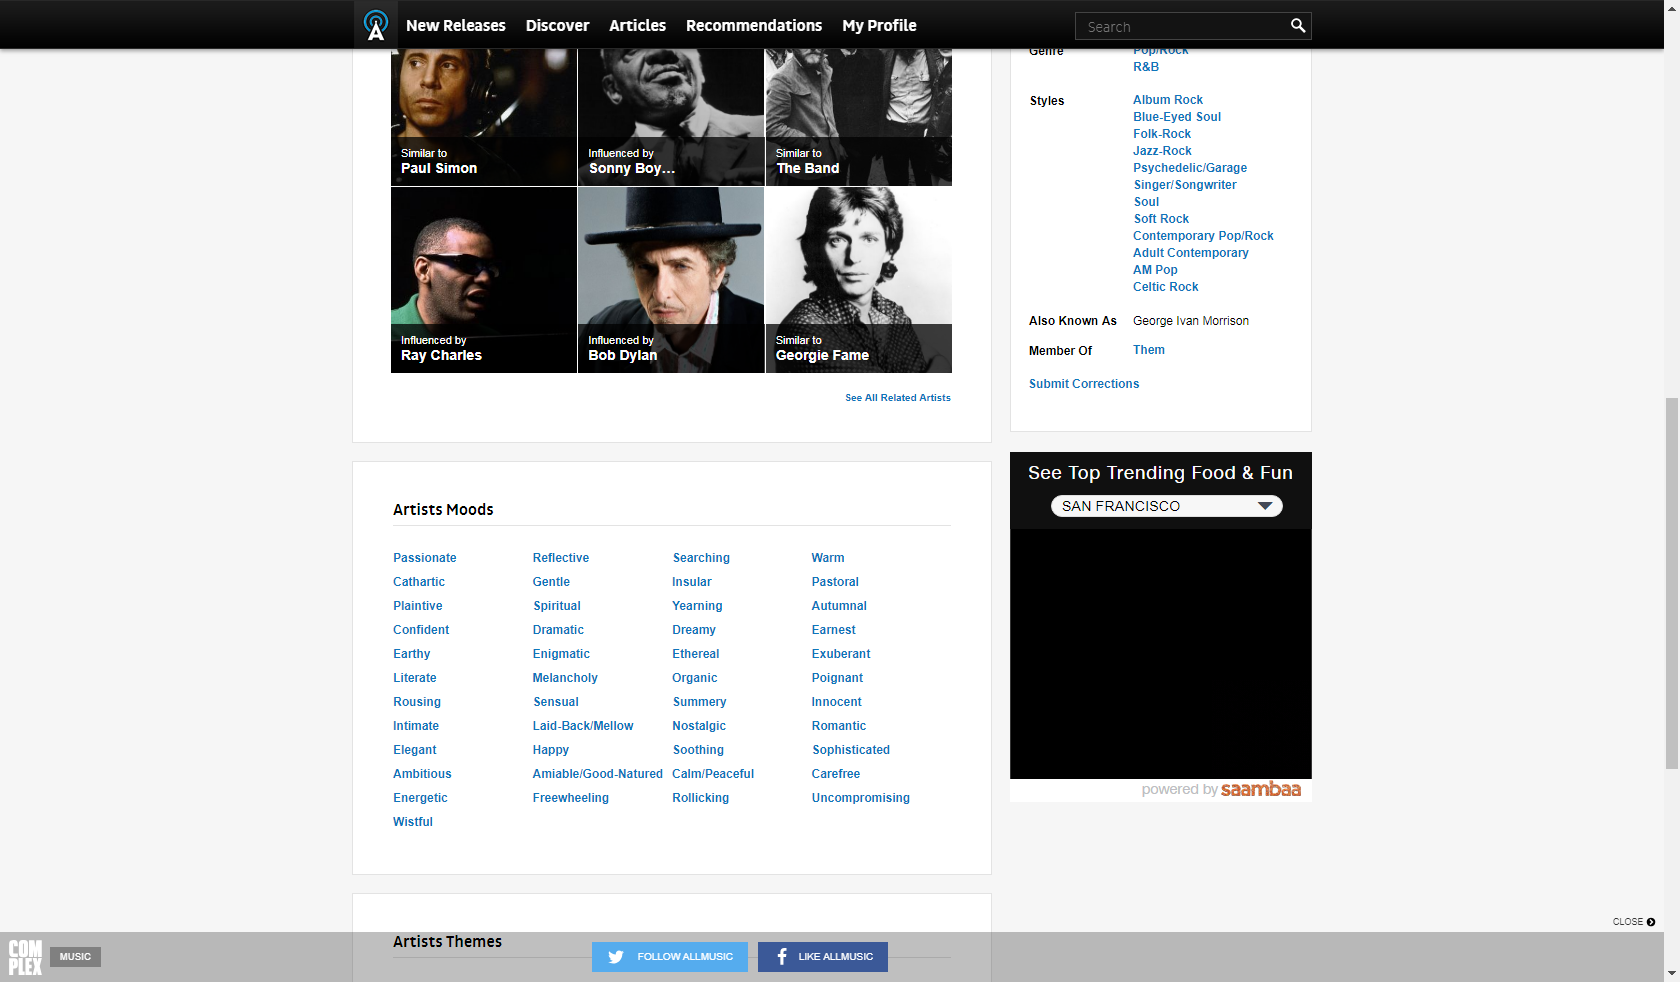 New Releases
Discover
Articles
Recommendations
My Profile
Search
Similar to
Paul Simon
Influenced by
Sonny Boy...
Similar to
The Band
Influenced by
Ray Charles
Influenced by
Bob Dylan
Similar to
Georgie Fame
See All Related Artists
Genre
Pop/Rock
R&B
Styles
Album Rock
Blue-Eyed Soul
Folk-Rock
Jazz-Rock
Psychedelic/Garage
Singer/Songwriter
Soul
Soft Rock
Contemporary Pop/Rock
Adult Contemporary
AM Pop
Celtic Rock
Also Known As George Ivan Morrison
Member Of Them
Submit Corrections
See Top Trending Food & Fun
SAN FRANCISCO
powered by saambaa
Artists Moods
Passionate Reflective Searching Warm
Cathartic Gentle Insular Pastoral
Plaintive Spiritual Yearning Autumnal
Confident Dramatic Dreamy Earnest
Earthy Enigmatic Ethereal Exuberant
Literate Melancholy Organic Poignant
Rousing Sensual Summery Innocent
Intimate Laid-Back/Mellow Nostalgic Romantic
Elegant Happy Soothing Sophisticated
Ambitious Amiable/Good-Natured Calm/Peaceful Carefree
Energetic Freewheeling Rollicking Uncompromising
Wistful
Artists Themes
CLOSE
COM
PLEX
MUSIC
FOLLOW ALLMUSIC
LIKE ALLMUSIC